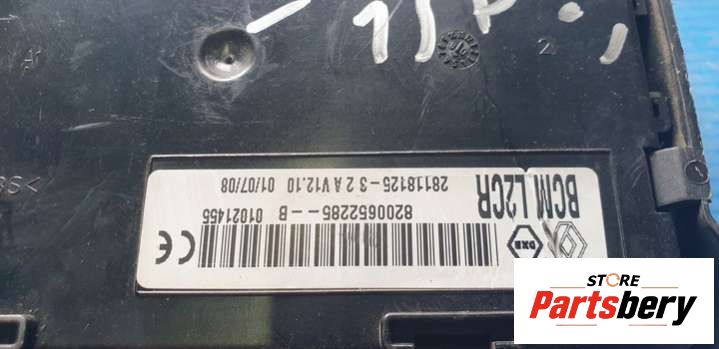 BCM L2CR
28118125-3 2 A V12.10 01/07/08
8200652285--B 01021455
CE
STORE
Partsbery